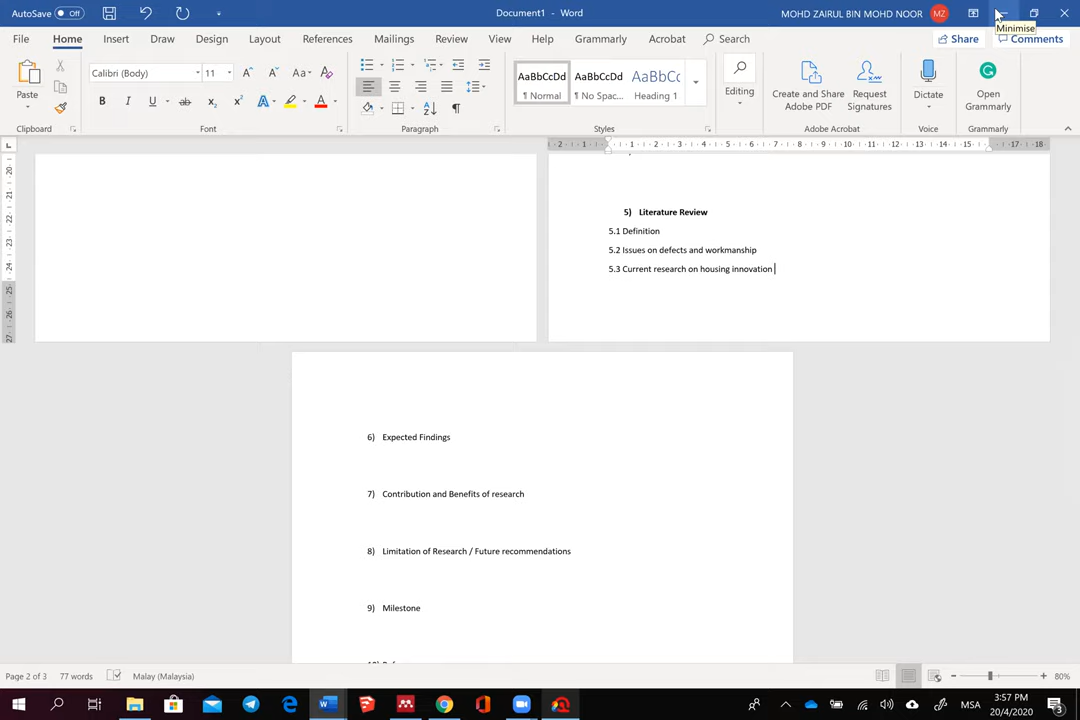 AutoSave Off
Document1 - Word
MOHD ZAIRUL BIN MOHD NOOR MZ
Minimise
File Home Insert Draw Design Layout References Mailings Review View Help Grammarly Acrobat Search
Share Comments
Paste
Clipboard
Calibri (Body) 11
Font
Paragraph
AaBbCcDd AaBbCcDd AaBbCc
¶ Normal ¶ No Spac... Heading 1
Styles
Editing
Create and Share Adobe PDF
Request Signatures
Adobe Acrobat
Dictate
Voice
Open Grammarly
Grammarly
5) Literature Review
5.1 Definition
5.2 Issues on defects and workmanship
5.3 Current research on housing innovation
6) Expected Findings
7) Contribution and Benefits of research
8) Limitation of Research / Future recommendations
9) Milestone
Page 2 of 3 77 words Malay (Malaysia)
80%
MSA
3:57 PM
20/4/2020
3